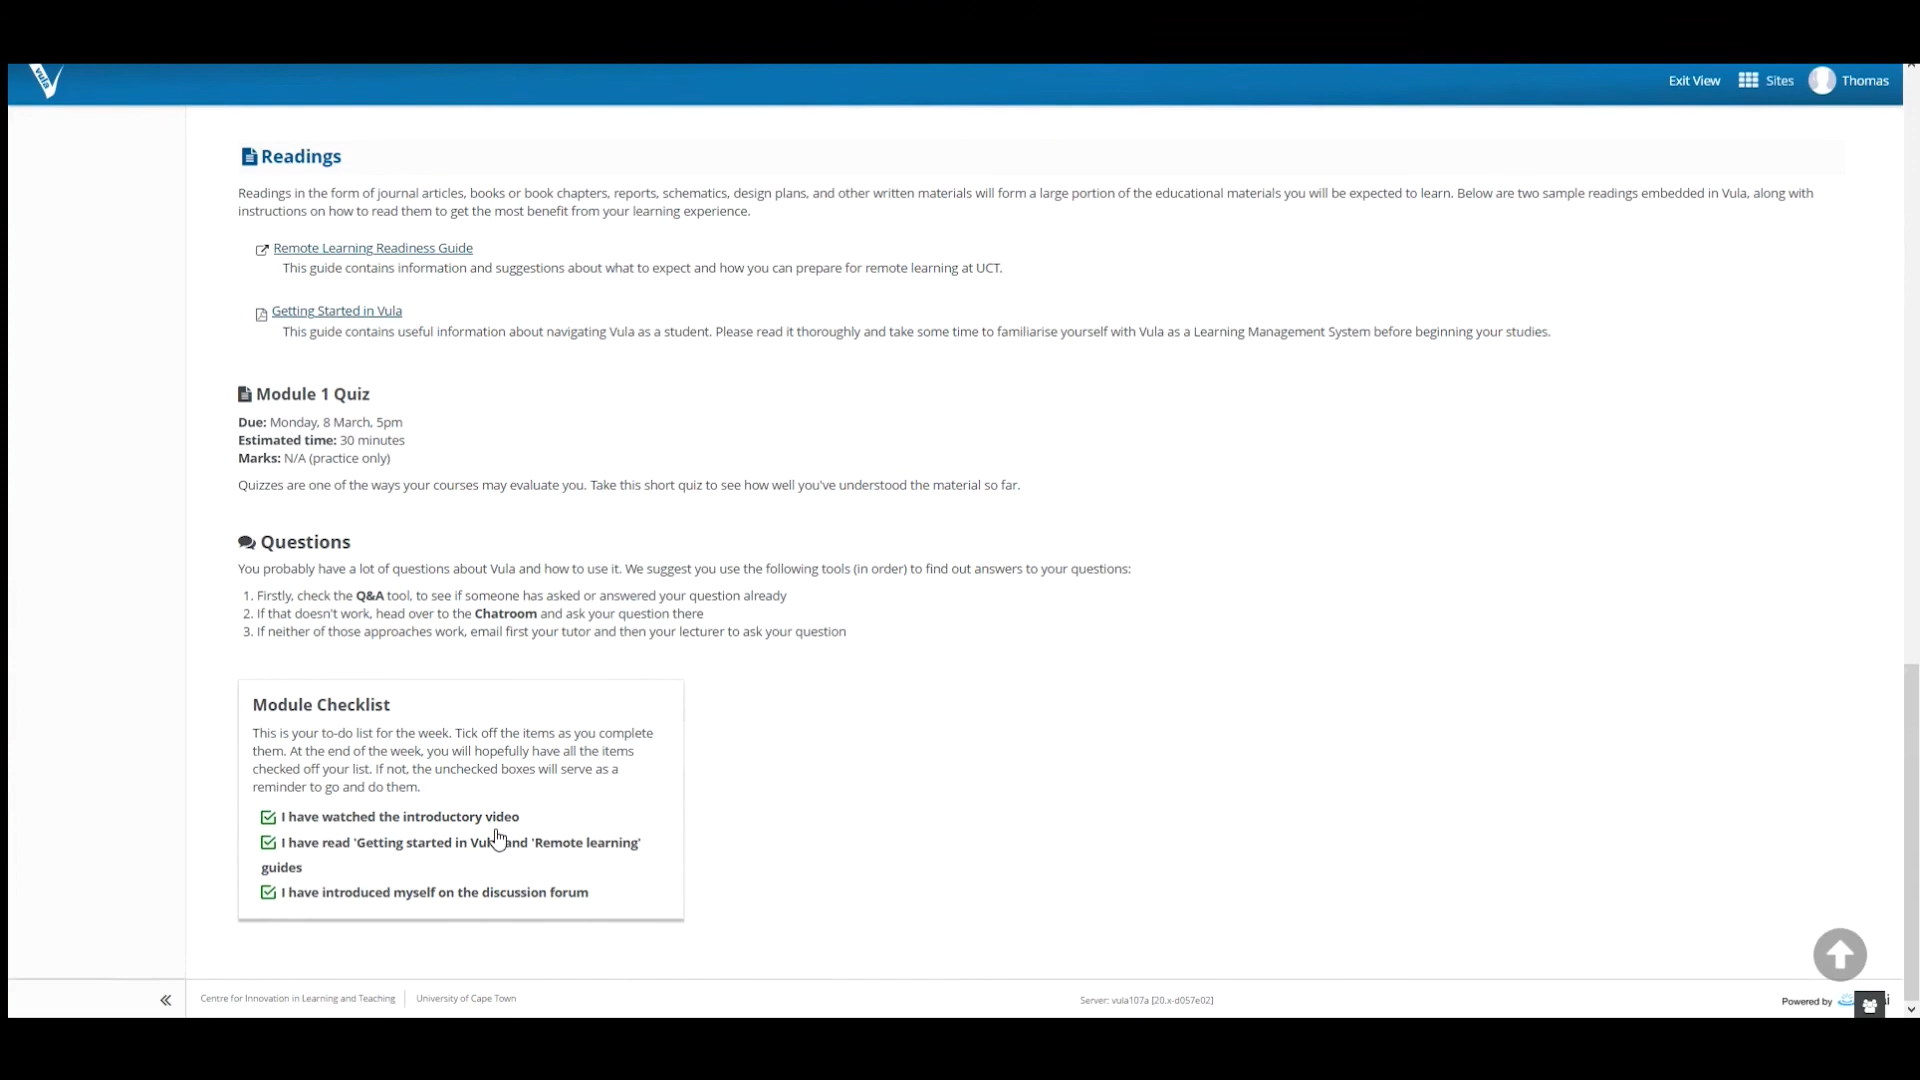 vula
Exit View
Sites
Thomas
Readings
Readings in the form of journal articles, books or book chapters, reports, schematics, design plans, and other written materials will form a large portion of the educational materials you will be expected to learn. Below are two sample readings embedded in Vula, along with
instructions on how to read them to get the most benefit from your learning experience.
Remote Learning Readiness Guide
This guide contains information and suggestions about what to expect and how you can prepare for remote learning at UCT.
Getting Started in Vula
This guide contains useful information about navigating Vula as a student. Please read it thoroughly and take some time to familiarise yourself with Vula as a Learning Management System before beginning your studies.
Module 1 Quiz
Due: Monday, 8 March, 5pm
Estimated time: 30 minutes
Marks: N/A (practice only)
Quizzes are one of the ways your courses may evaluate you. Take this short quiz to see how well you've understood the material so far.
Questions
You probably have a lot of questions about Vula and how to use it. We suggest you use the following tools (in order) to find out answers to your questions:
1. Firstly, check the Q&A tool, to see if someone has asked or answered your question already
2. If that doesn't work, head over to the Chatroom and ask your question there
3. If neither of those approaches work, email first your tutor and then your lecturer to ask your question
Module Checklist
This is your to-do list for the week. Tick off the items as you complete
them. At the end of the week, you will hopefully have all the items
checked off your list. If not, the unchecked boxes will serve as a
reminder to go and do them.
I have watched the introductory video
I have read 'Getting started in Vula' and 'Remote learning'
guides
I have introduced myself on the discussion forum
Centre for Innovation in Learning and Teaching
University of Cape Town
Server: vula107a [20.x-d057e02]
Powered by